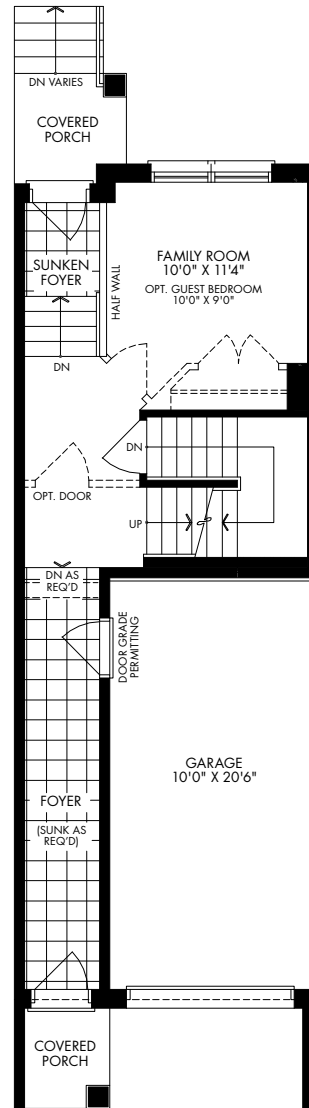 DN VARIES
COVERED
PORCH
SUNKEN
FOYER
HALF WALL
FAMILY ROOM
10'0" X 11'4"
OPT. GUEST BEDROOM
10'0" X 9'0"
DN
DN
OPT. DOOR
UP
DN AS
REQ'D
DOOR GRADE
PERMITTING
GARAGE
10'0" X 20'6"
FOYER
(SUNK AS
REQ'D)
COVERED
PORCH